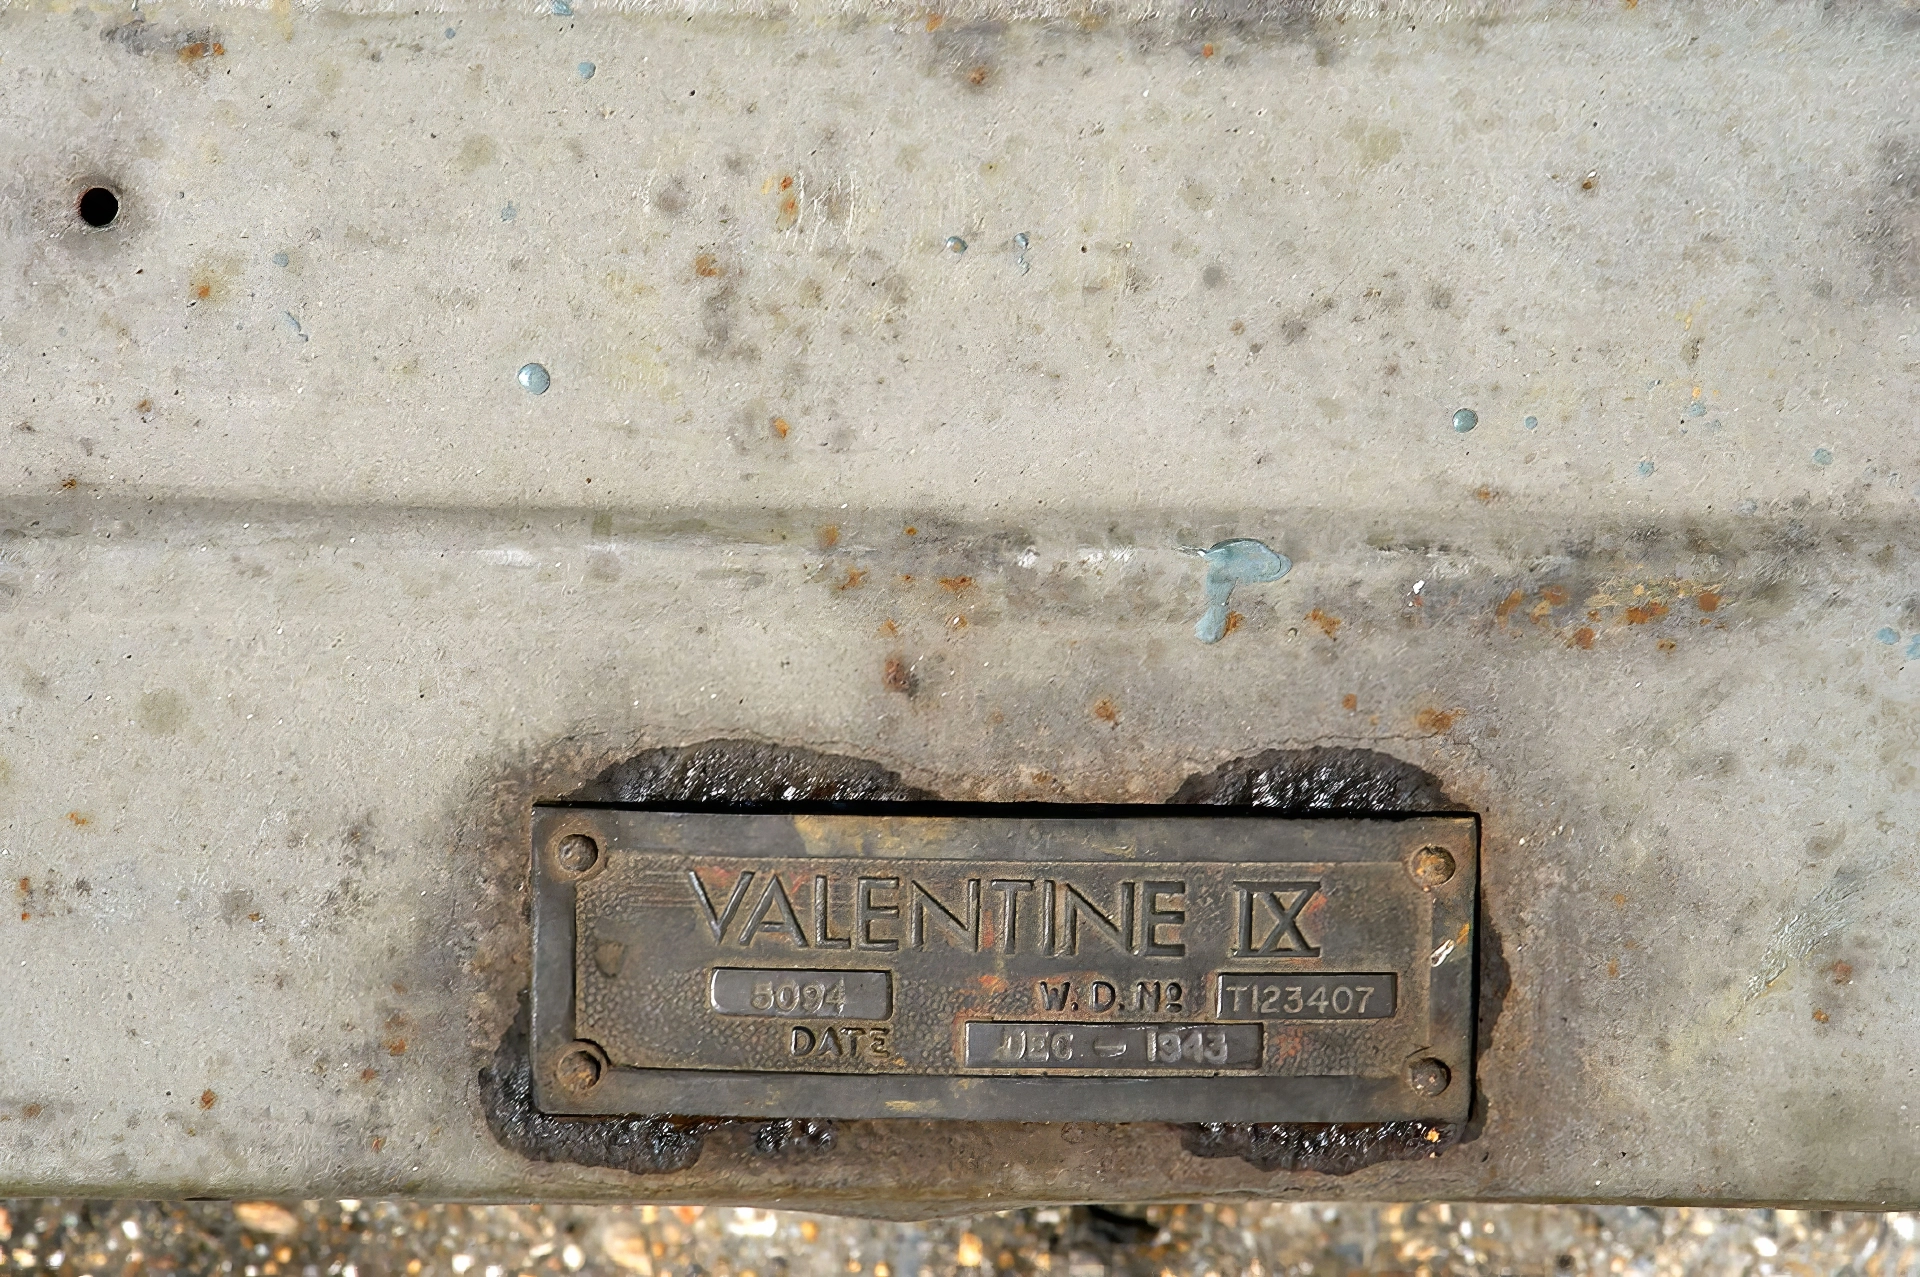 VALENTINE IX
5094 W.D.Nº T123407
DATE DEC - 1943